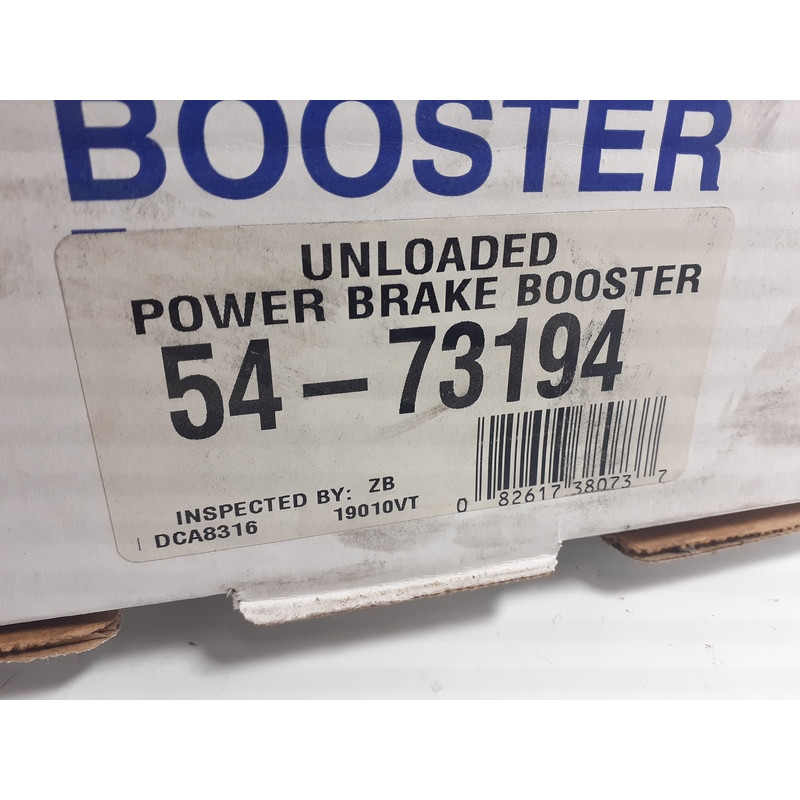 BOOSTER
UNLOADED
POWER BRAKE BOOSTER
54-73194
INSPECTED BY: ZB
DCA8316 19010VT
0 82617 38073 7